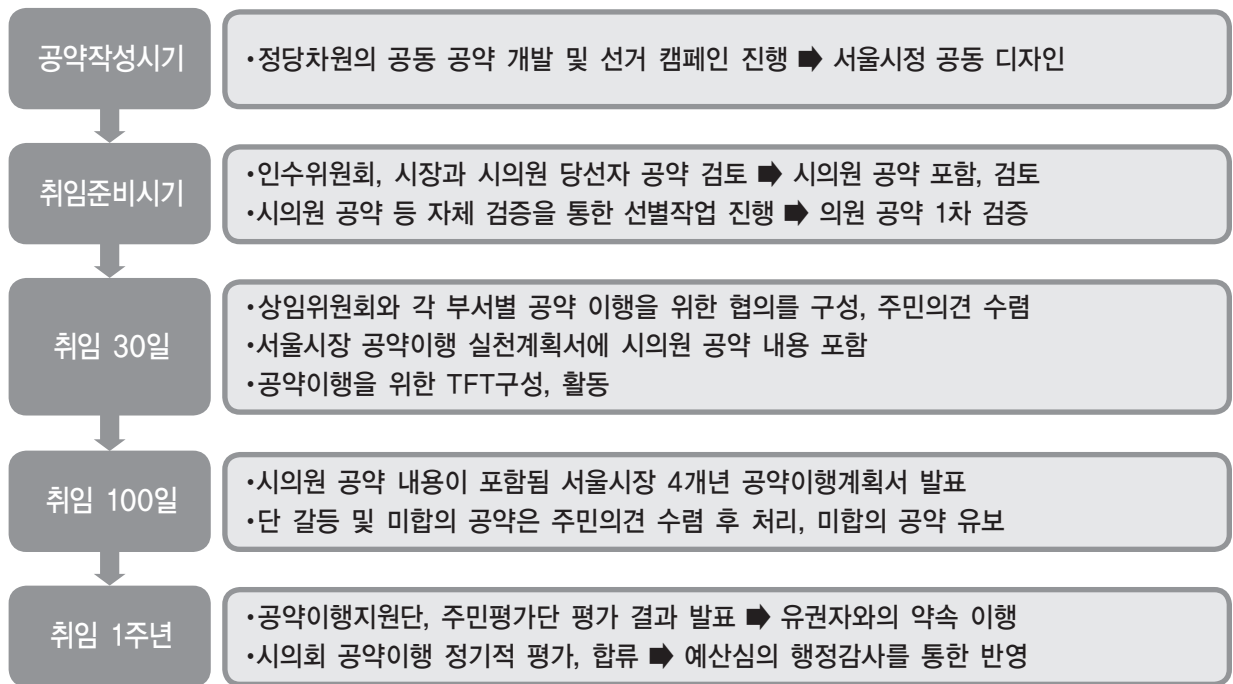 공약작성시기
•정당차원의 공동 공약 개발 및 선거 캠페인 진행 ➡ 서울시정 공동 디자인
취임준비시기
•인수위원회, 시장과 시의원 당선자 공약 검토 ➡ 시의원 공약 포함, 검토
•시의원 공약 등 자체 검증을 통한 선별작업 진행 ➡ 의원 공약 1차 검증
취임 30일
•상임위원회와 각 부서별 공약 이행을 위한 협의를 구성, 주민의견 수렴
•서울시장 공약이행 실천계획서에 시의원 공약 내용 포함
•공약이행을 위한 TFT구성, 활동
취임 100일
•시의원 공약 내용이 포함됨 서울시장 4개년 공약이행계획서 발표
•단 갈등 및 미합의 공약은 주민의견 수렴 후 처리, 미합의 공약 유보
취임 1주년
•공약이행지원단, 주민평가단 평가 결과 발표 ➡ 유권자와의 약속 이행
•시의회 공약이행 정기적 평가, 합류 ➡ 예산심의 행정감사를 통한 반영